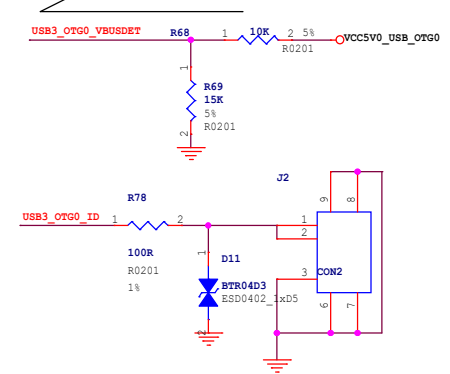 USB3_OTG0_VBUSDET
R68
1
10K
2
5%
R0201
VCC5V0_USB_OTG0
1
R69
15K
5%
R0201
2
J2
R78
9
8
USB3_OTG0_ID
1
2
1
2
100R
R0201
1%
1
D11
BTR04D3
ESD0402_1xD5
2
3
CON2
6
7